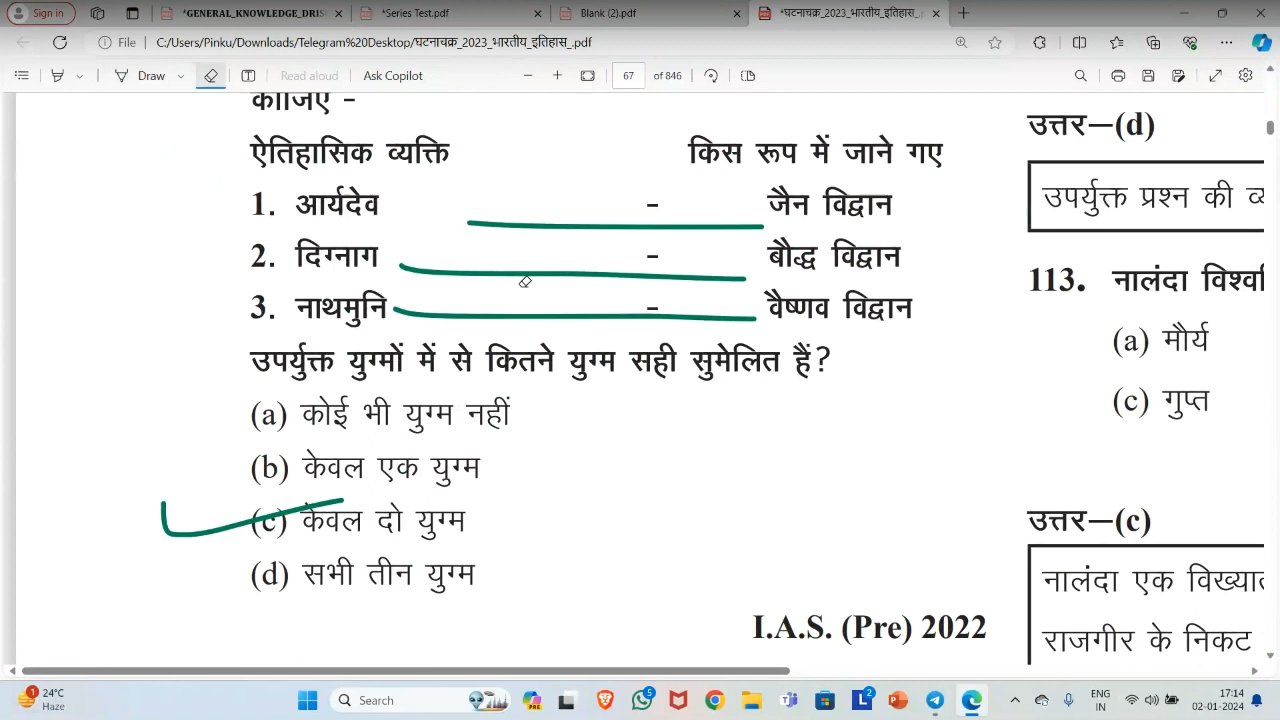 Sign in
*GENERAL_KNOWLEDGE_DRIS
*Series Test.pdf
Blank (2).pdf
*घटनाचक्र_2023_भारतीय_इतिहास_.p
File C:/Users/Pinku/Downloads/Telegram%20Desktop/घटनाचक्र_2023_भारतीय_इतिहास_.pdf
Draw Read aloud Ask Copilot 67 of 846
कीजिए -
ऐतिहासिक व्यक्ति किस रूप में जाने गए
1. आर्यदेव - जैन विद्वान
2. दिग्नाग - बौद्ध विद्वान
3. नाथमुनि - वैष्णव विद्वान
उपर्युक्त युग्मों में से कितने युग्म सही सुमेलित हैं?
(a) कोई भी युग्म नहीं
(b) केवल एक युग्म
(c) केवल दो युग्म
(d) सभी तीन युग्म
I.A.S. (Pre) 2022
उत्तर–(d)
उपर्युक्त प्रश्न की
113. नालंदा
(a) मौर्य
(c) गुप्त
उत्तर–(c)
नालंदा एक
राजगीर के निकट
1
24°C
Haze
Search
PRE
5
2
ENG
IN
17:14
02-01-2024